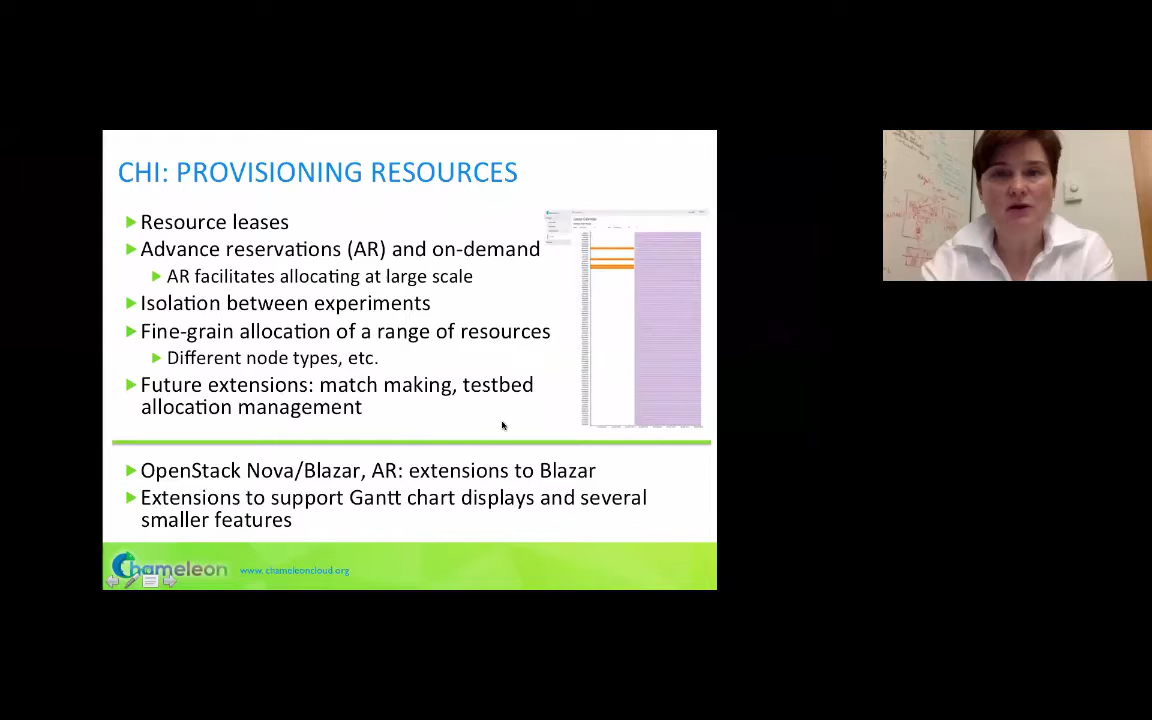 CHI: PROVISIONING RESOURCES
Resource leases
Advance reservations (AR) and on-demand
AR facilitates allocating at large scale
Isolation between experiments
Fine-grain allocation of a range of resources
Different node types, etc.
Future extensions: match making, testbed
allocation management
OpenStack Nova/Blazar, AR: extensions to Blazar
Extensions to support Gantt chart displays and several
smaller features
Chameleon
www.chameleoncloud.org